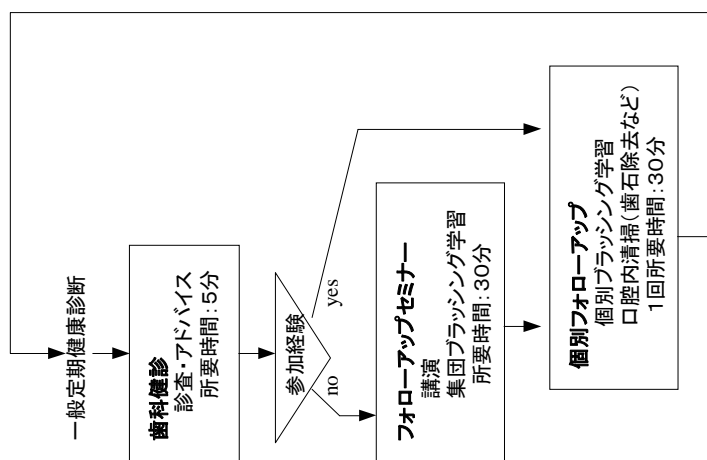 一般定期健康診断
歯科健診
診査・アドバイス
所要時間：5分
参加経験
yes
no
フォローアップセミナー
講演
集団ブラッシング学習
所要時間：30分
個別フォローアップ
個別ブラッシング学習
口腔内清掃（歯石除去など）
1回所要時間：30分